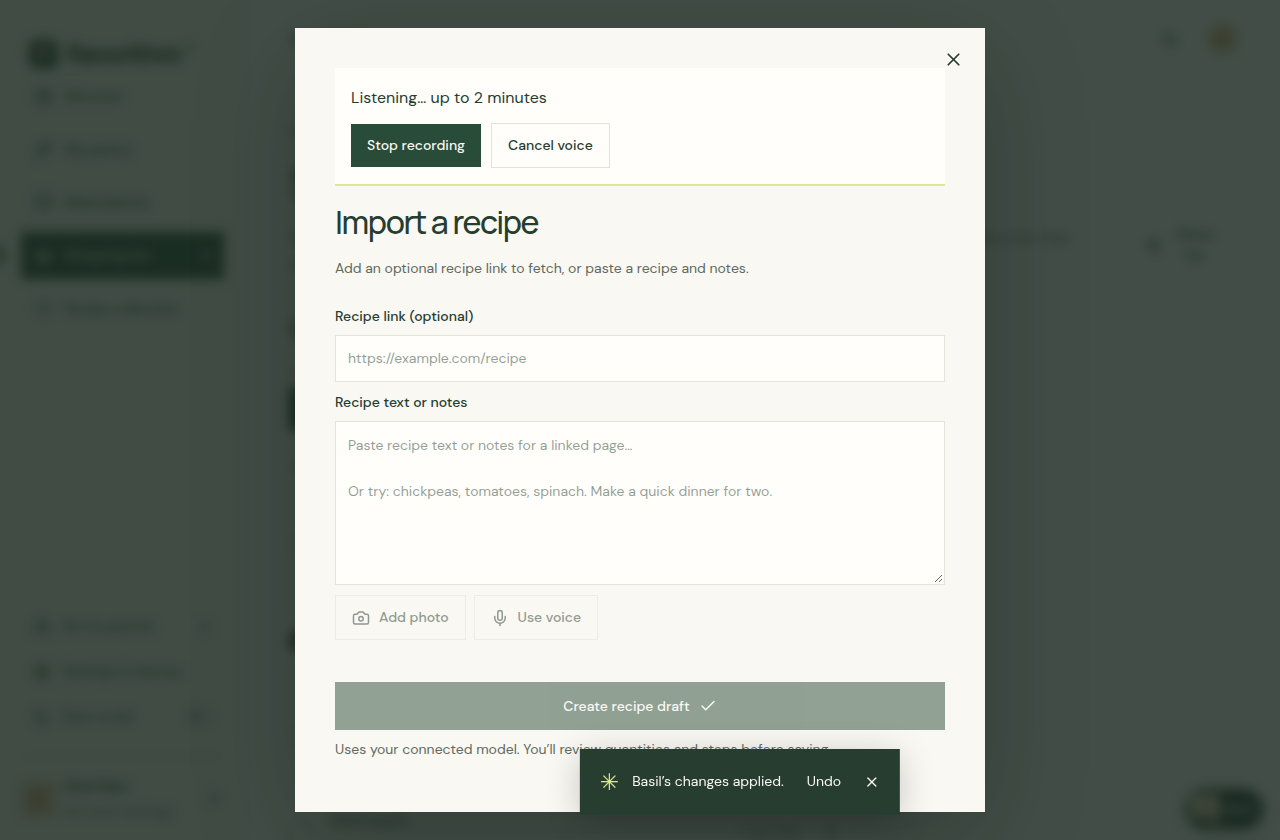 Listening... up to 2 minutes
Stop recording
Cancel voice
Import a recipe
Add an optional recipe link to fetch, or paste a recipe and notes.
Recipe link (optional)
https://example.com/recipe
Recipe text or notes
Paste recipe text or notes for a linked page...
Or try: chickpeas, tomatoes, spinach. Make a quick dinner for two.
Add photo
Use voice
Create recipe draft
Uses your connected model. You’ll review quantities and steps before saving.
Basil’s changes applied.
Undo